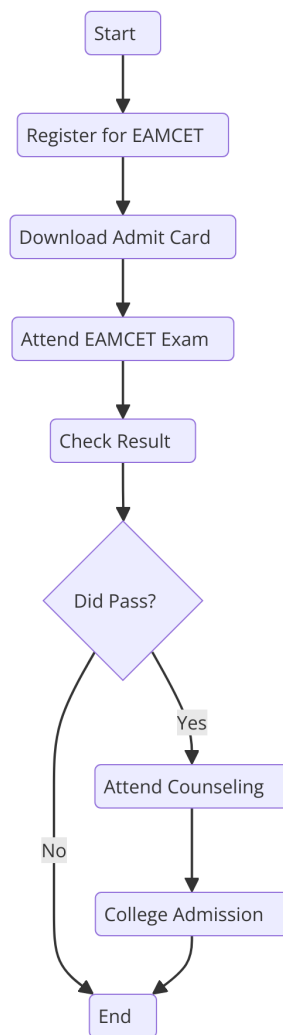 Start
Register for EAMCET
Download Admit Card
Attend EAMCET Exam
Check Result
Did Pass?
Yes
Attend Counseling
No
College Admission
End